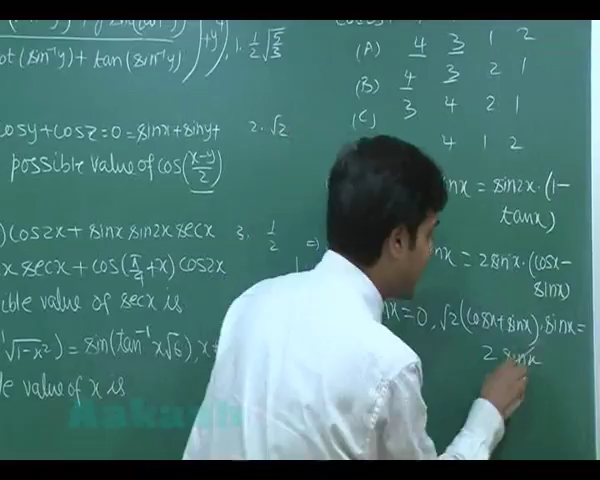 cot(sin⁻¹y) + tan(sin⁻¹y)
1. 1/2 √(5/3)
cosy + cosz = 0 = sinx + siny +
possible value of cos((x-y)/2)
2. √2
) cos2x + sinx sin2x secx
x secx + cos(π/4 + x) cos2x
3. 1/2
ible value of secx is
√(1-x²)) = sin(tan⁻¹ x√6), x
le value of x is
(A) 4 3 1 2
(B) 4 3 2 1
(C) 3 4 2 1
4 1 2
inx = sin2x·(1-
tanx)
⇒
inx = 2sinx·(cosx-
sinx)
nx = 0, √2(cosx+sinx)·sinx =
2 sinx
Aakash